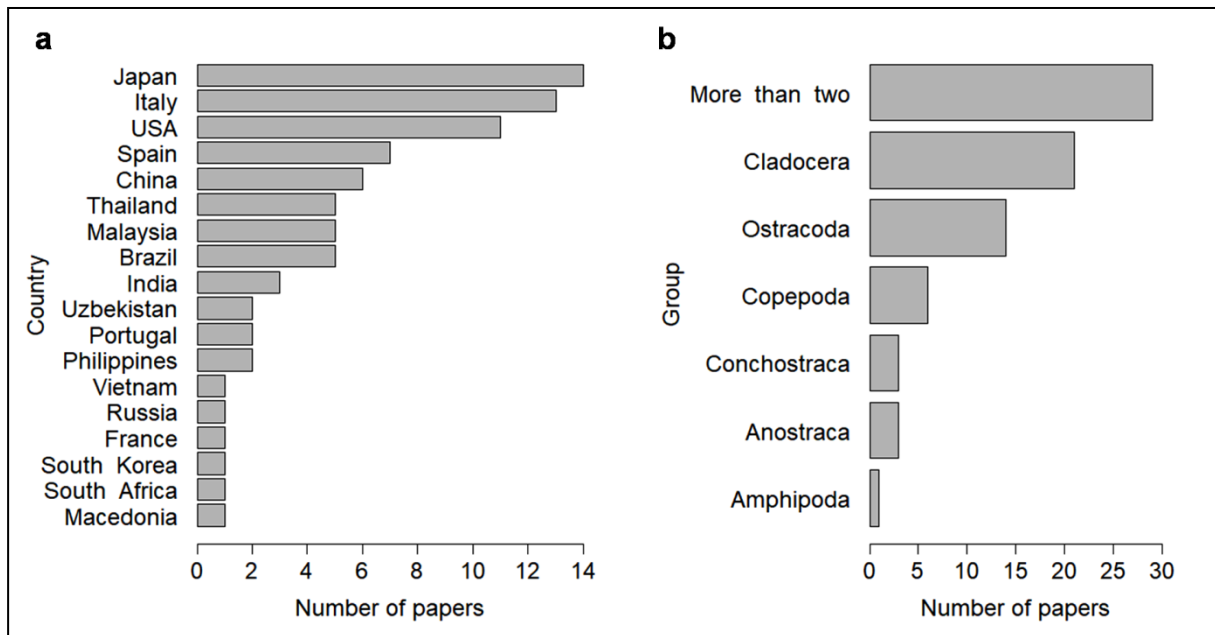 a
Japan
Italy
USA
Spain
China
Thailand
Malaysia
Brazil
India
Uzbekistan
Portugal
Philippines
Vietnam
Russia
France
South Korea
South Africa
Macedonia
Country
0 2 4 6 8 10 12 14
Number of papers
b
More than two
Cladocera
Ostracoda
Copepoda
Conchostraca
Anostraca
Amphipoda
Group
0 5 10 15 20 25 30
Number of papers